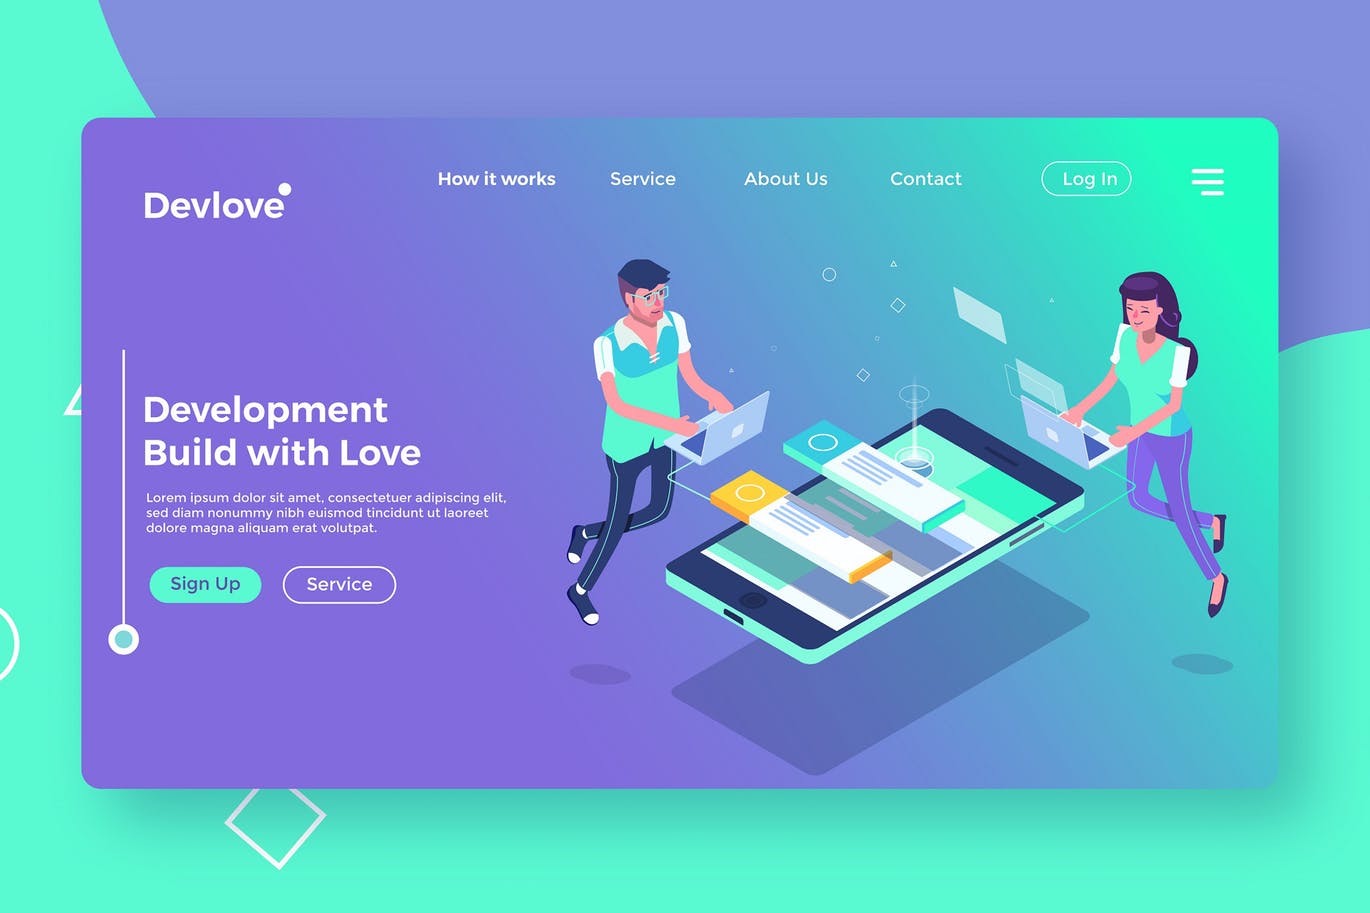 How it works Service About Us Contact Log In
Devlove
Development
Build with Love
Lorem ipsum dolor sit amet, consectetuer adipiscing elit,
sed diam nonummy nibh euismod tincidunt ut laoreet
dolore magna aliquam erat volutpat.
Sign Up Service